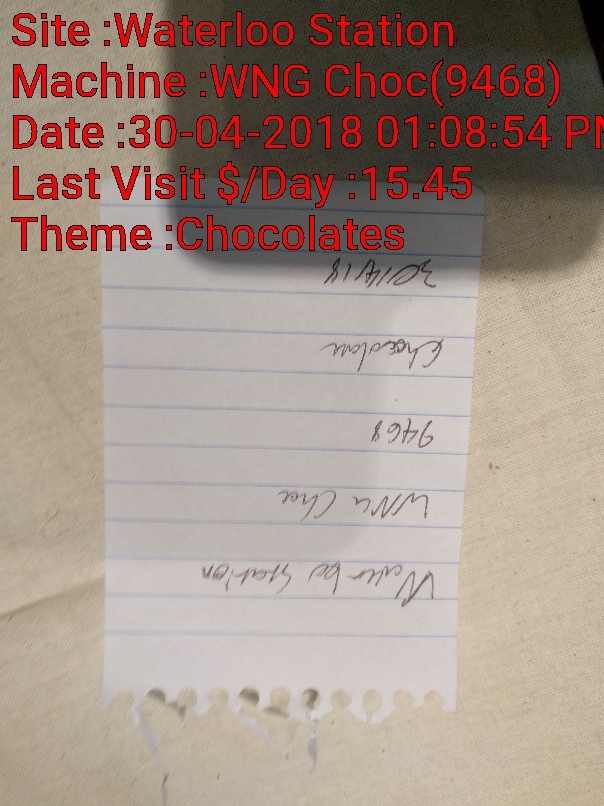 Site :Waterloo Station
Machine :WNG Choc(9468)
Date :30-04-2018 01:08:54 PM
Last Visit $/Day :15.45
Theme :Chocolates
Waterloo Station
WNG Choc
9468
Chocolate
30/4/18